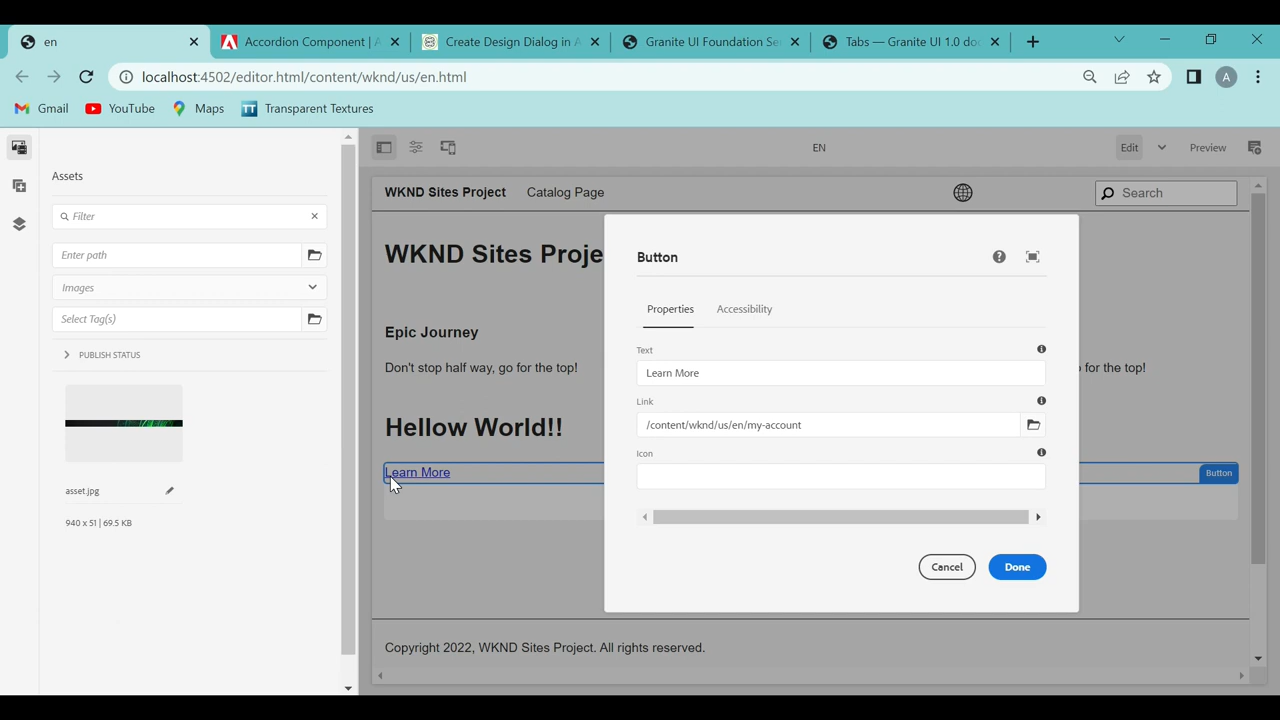 en
Accordion Component | A
Create Design Dialog in A
Granite UI Foundation Se
Tabs — Granite UI 1.0 doc
localhost:4502/editor.html/content/wknd/us/en.html
A
Gmail
YouTube
Maps
TT Transparent Textures
Assets
Filter
Enter path
Images
Select Tag(s)
PUBLISH STATUS
asset.jpg
940 x 51 | 69.5 KB
EN
Edit
Preview
WKND Sites Project
Catalog Page
Search
WKND Sites Proje
Epic Journey
Don't stop half way, go for the top!
for the top!
Hellow World!!
Learn More
Button
Button
Properties
Accessibility
Text
Learn More
Link
/content/wknd/us/en/my-account
Icon
Cancel
Done
Copyright 2022, WKND Sites Project. All rights reserved.